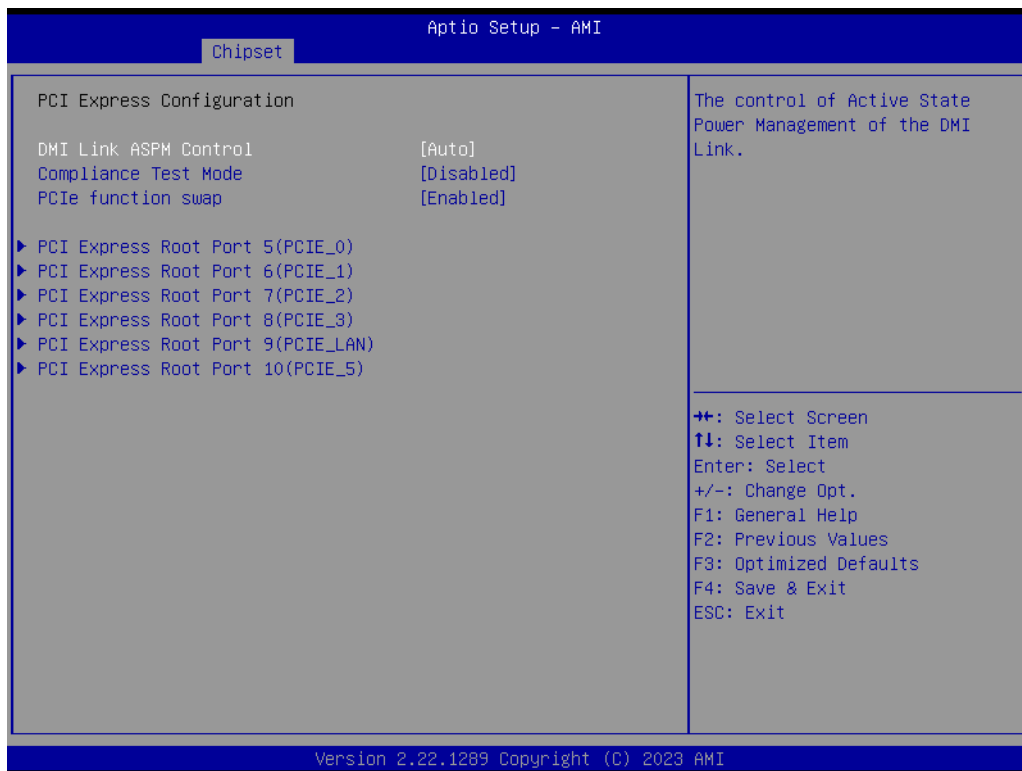 Aptio Setup – AMI
Chipset
PCI Express Configuration
DMI Link ASPM Control [Auto]
Compliance Test Mode [Disabled]
PCIe function swap [Enabled]
▶ PCI Express Root Port 5(PCIE_0)
▶ PCI Express Root Port 6(PCIE_1)
▶ PCI Express Root Port 7(PCIE_2)
▶ PCI Express Root Port 8(PCIE_3)
▶ PCI Express Root Port 9(PCIE_LAN)
▶ PCI Express Root Port 10(PCIE_5)
The control of Active State
Power Management of the DMI
Link.
→←: Select Screen
↑↓: Select Item
Enter: Select
+/-: Change Opt.
F1: General Help
F2: Previous Values
F3: Optimized Defaults
F4: Save & Exit
ESC: Exit
Version 2.22.1289 Copyright (C) 2023 AMI